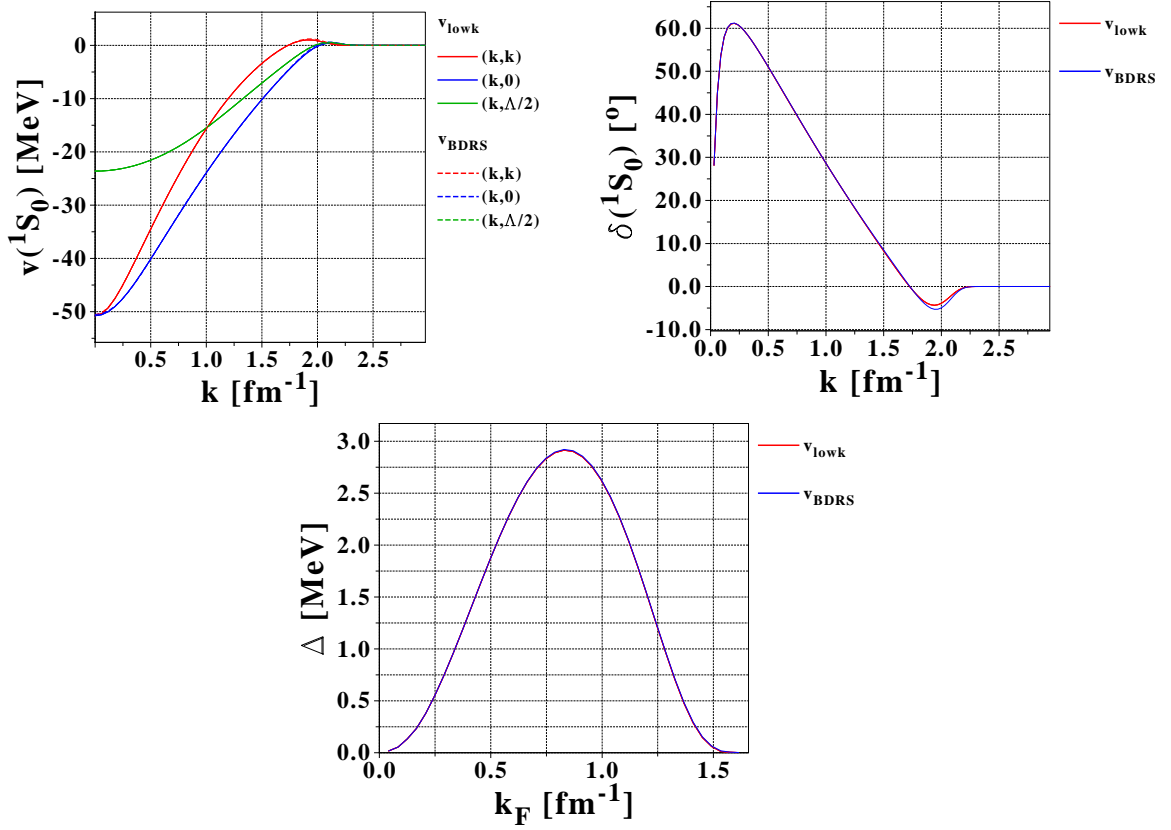 v(¹S₀) [MeV]
0
-10
-20
-30
-40
-50
0.5 1.0 1.5 2.0 2.5
k [fm⁻¹]
v_lowk
(k,k)
(k,0)
(k,Λ/2)
v_BDRS
(k,k)
(k,0)
(k,Λ/2)
δ(¹S₀) [°]
60.0
50.0
40.0
30.0
20.0
10.0
0.0
-10.0
0.0 0.5 1.0 1.5 2.0 2.5
k [fm⁻¹]
v_lowk
v_BDRS
Δ [MeV]
3.0
2.5
2.0
1.5
1.0
0.5
0.0
0.0 0.5 1.0 1.5
k_F [fm⁻¹]
v_lowk
v_BDRS